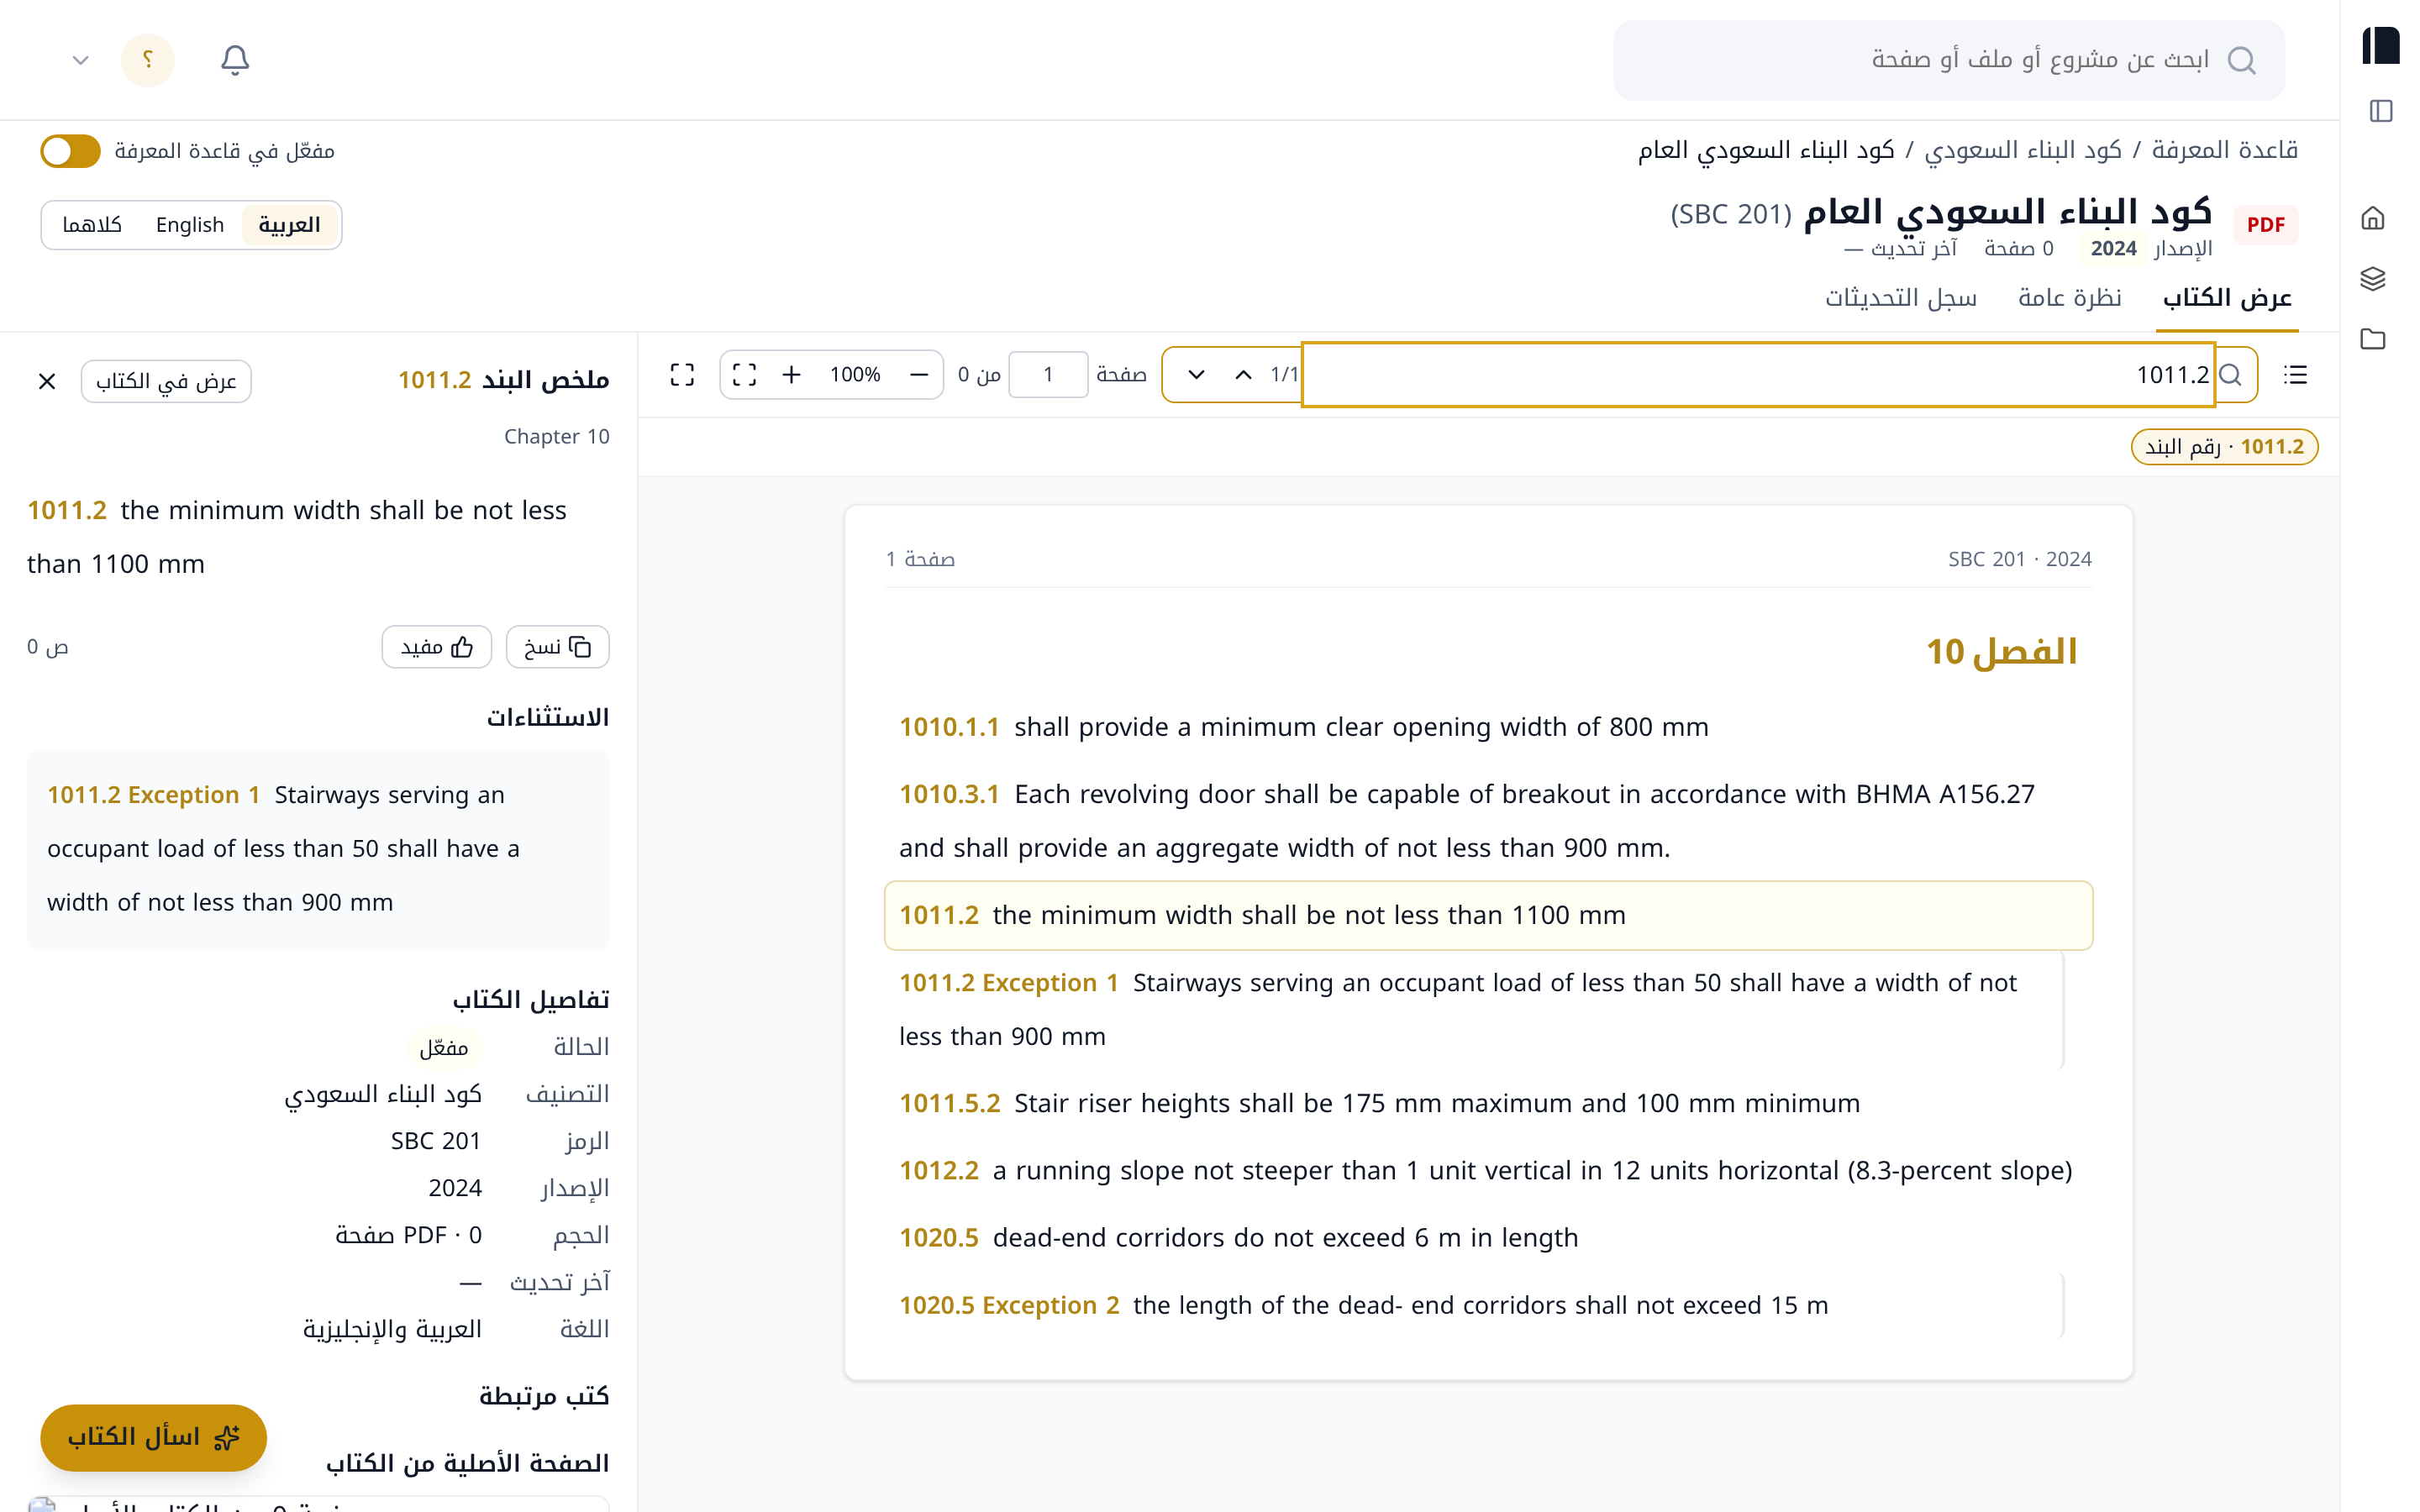 ابحث عن مشروع أو ملف أو صفحة
؟
قاعدة المعرفة / كود البناء السعودي / كود البناء السعودي العام
مفعّل في قاعدة المعرفة
PDF
كود البناء السعودي العام (SBC 201)
الإصدار 2024 0 صفحة آخر تحديث —
العربية English كلاهما
عرض الكتاب نظرة عامة سجل التحديثات
1011.2 1/1 صفحة 1 من 0 100%
1011.2 · رقم البند
SBC 201 · 2024 صفحة 1
الفصل 10
1010.1.1 shall provide a minimum clear opening width of 800 mm
1010.3.1 Each revolving door shall be capable of breakout in accordance with BHMA A156.27
and shall provide an aggregate width of not less than 900 mm.
1011.2 the minimum width shall be not less than 1100 mm
1011.2 Exception 1 Stairways serving an occupant load of less than 50 shall have a width of not
less than 900 mm
1011.5.2 Stair riser heights shall be 175 mm maximum and 100 mm minimum
1012.2 a running slope not steeper than 1 unit vertical in 12 units horizontal (8.3-percent slope)
1020.5 dead-end corridors do not exceed 6 m in length
1020.5 Exception 2 the length of the dead- end corridors shall not exceed 15 m
ملخص البند 1011.2 عرض في الكتاب
Chapter 10
1011.2 the minimum width shall be not less
than 1100 mm
نسخ مفيد ص 0
الاستثناءات
1011.2 Exception 1 Stairways serving an
occupant load of less than 50 shall have a
width of not less than 900 mm
تفاصيل الكتاب
الحالة مفعّل
التصنيف كود البناء السعودي
الرمز SBC 201
الإصدار 2024
الحجم PDF · 0 صفحة
آخر تحديث —
اللغة العربية والإنجليزية
كتب مرتبطة
اسأل الكتاب
الصفحة الأصلية من الكتاب